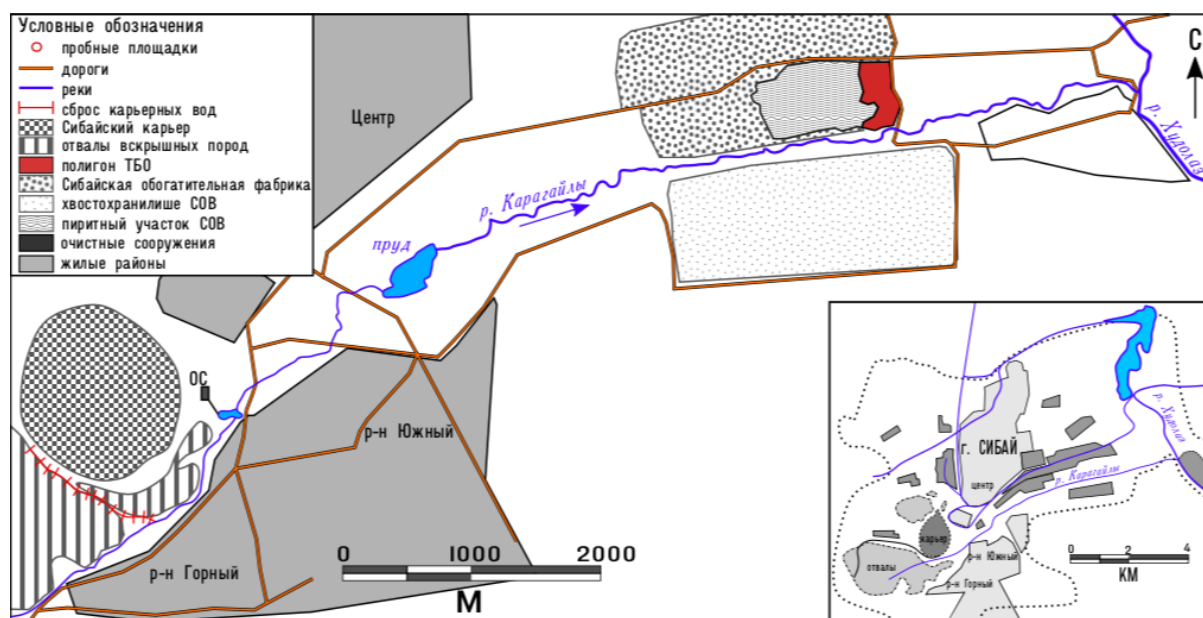 Условные обозначения
пробные площадки
дороги
реки
сброс карьерных вод
Сибайский карьер
отвалы вскрышных пород
полигон ТБО
Сибайская обогатительная фабрика
хвостохранилише СОВ
пиритный участок СОВ
очистные сооружения
жилые районы
Центр
С
р. Худолаз
р. Карагайлы
пруд
ОС
р-н Южный
р-н Горный
0 1000 2000
М
г. СИБАЙ
центр
р. Худолаз
р. Карагайлы
карьер
отвалы
р-н Южный
р-н Горный
0 2 4
КМ